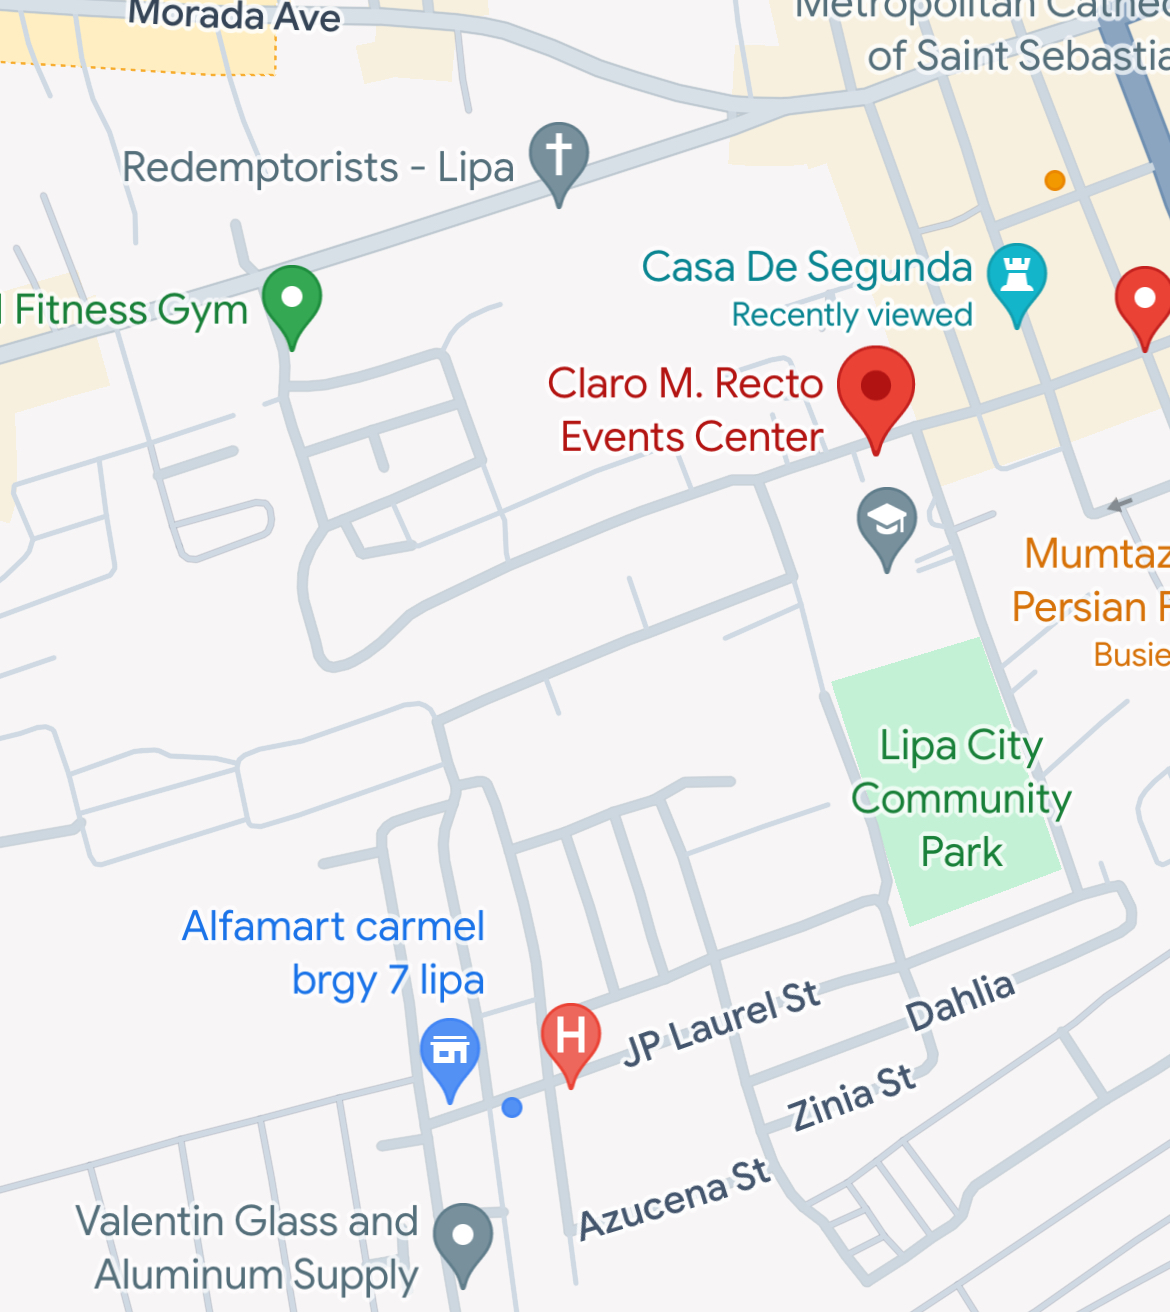 Morada Ave
Metropolitan
of Saint
Redemptorists - Lipa
Casa De Segunda
Recently viewed
Fitness Gym
Claro M. Recto
Events Center
Mumtaz
Persian
Lipa City
Community
Park
Alfamart carmel
brgy 7 lipa
H
JP Laurel St
Dahlia
Zinia St
Azucena St
Valentin Glass and
Aluminum Supply